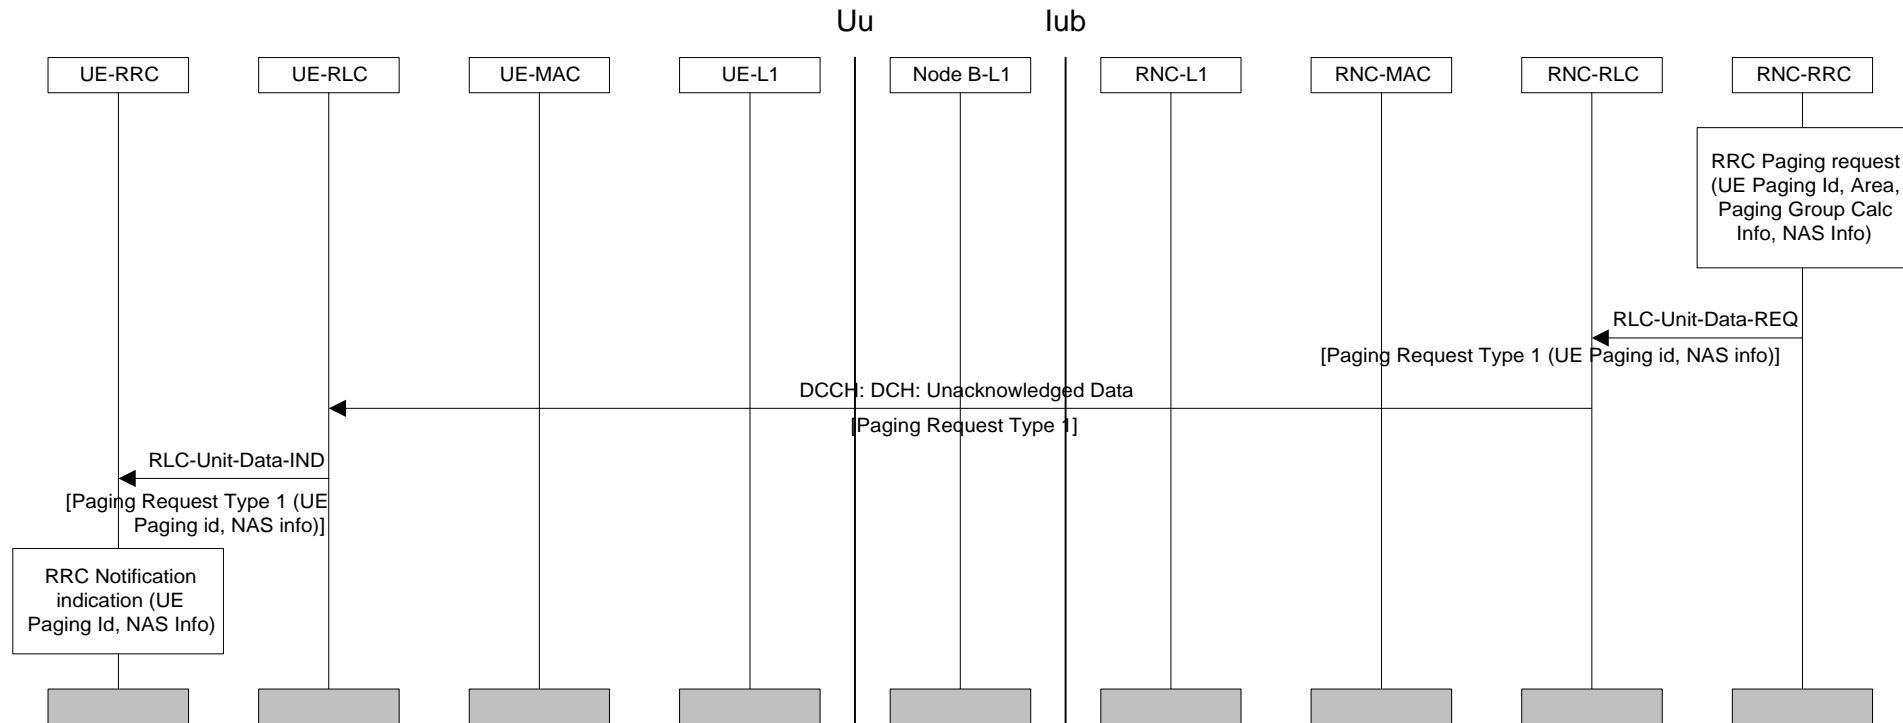 Uu
Iub
UE-RRC
UE-RLC
UE-MAC
UE-L1
Node B-L1
RNC-L1
RNC-MAC
RNC-RLC
RNC-RRC
RRC Paging request
(UE Paging Id, Area,
Paging Group Calc
Info, NAS Info)
RLC-Unit-Data-REQ
[Paging Request Type 1 (UE Paging id, NAS info)]
DCCH: DCH: Unacknowledged Data
[Paging Request Type 1]
RLC-Unit-Data-IND
[Paging Request Type 1 (UE
Paging id, NAS info)]
RRC Notification
indication (UE
Paging Id, NAS Info)